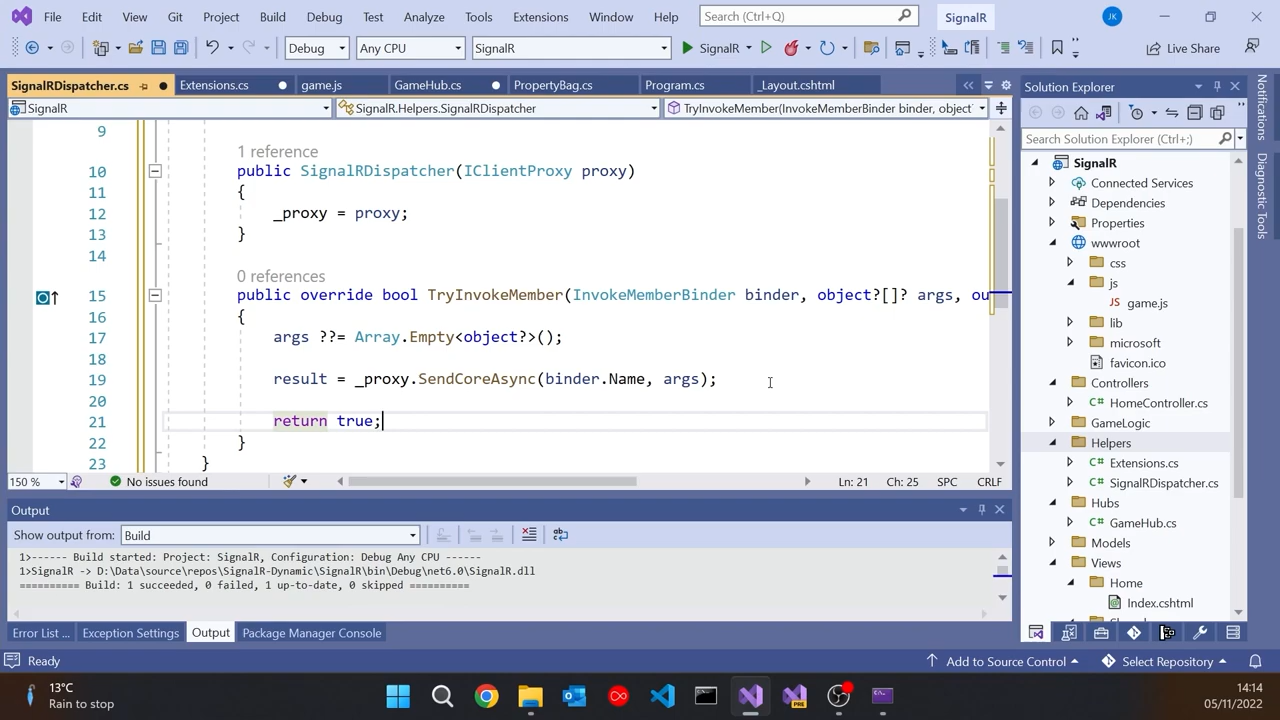 File Edit View Git Project Build Debug Test Analyze Tools Extensions Window Help Search (Ctrl+Q) SignalR JK
Debug Any CPU SignalR SignalR Live Share
SignalRDispatcher.cs Extensions.cs game.js GameHub.cs PropertyBag.cs Program.cs _Layout.cshtml
SignalR SignalR.Helpers.SignalRDispatcher TryInvokeMember(InvokeMemberBinder binder, object'
9
1 reference
10 public SignalRDispatcher(IClientProxy proxy)
11 {
12 _proxy = proxy;
13 }
14
0 references
15 public override bool TryInvokeMember(InvokeMemberBinder binder, object?[]? args, ou
16 {
17 args ??= Array.Empty<object?>();
18
19 result = _proxy.SendCoreAsync(binder.Name, args);
20
21 return true;
22 }
23 }
150 % No issues found Ln: 21 Ch: 25 SPC CRLF
Output
Show output from: Build
1>------ Build started: Project: SignalR, Configuration: Debug Any CPU ------
1>SignalR -> D:\Data\source\repos\SignalR-Dynamic\SignalR\bin\Debug\net6.0\SignalR.dll
========== Build: 1 succeeded, 0 failed, 1 up-to-date, 0 skipped ==========
Error List ... Exception Settings Output Package Manager Console
Solution Explorer
Search Solution Explorer (Ctrl+;)
SignalR
Connected Services
Dependencies
Properties
wwwroot
css
js
game.js
lib
microsoft
favicon.ico
Controllers
HomeController.cs
GameLogic
Helpers
Extensions.cs
SignalRDispatcher.cs
Hubs
GameHub.cs
Models
Views
Home
Index.cshtml
Notifications
Diagnostic Tools
Ready Add to Source Control Select Repository
13°C
Rain to stop
PRE
14:14
05/11/2022